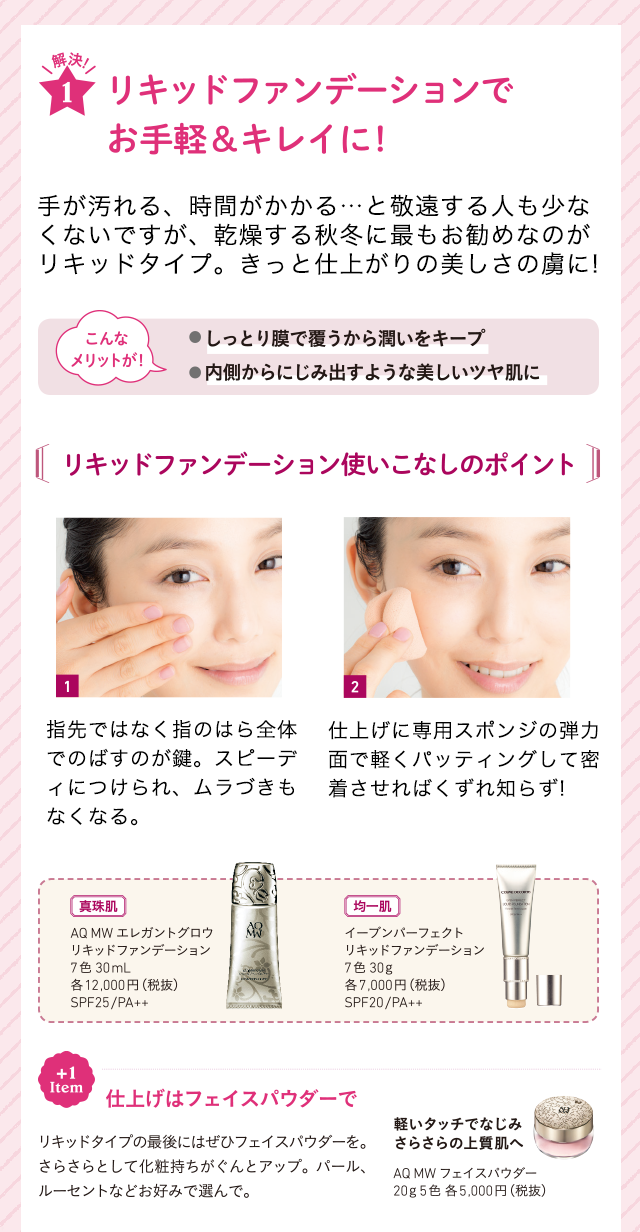 解決!
1
リキッドファンデーションで
お手軽&キレイに!
手が汚れる、時間がかかる…と敬遠する人も少な
くないですが、乾燥する秋冬に最もお勧めなのが
リキッドタイプ。きっと仕上がりの美しさの虜に!
こんな
メリットが!
●しっとり膜で覆うから潤いをキープ
●内側からにじみ出すような美しいツヤ肌に
リキッドファンデーション使いこなしのポイント
1
2
指先ではなく指のはら全体
でのばすのが鍵。スピーデ
ィにつけられ、ムラづきも
なくなる。
仕上げに専用スポンジの弾力
面で軽くパッティングして密
着させればくずれ知らず!
真珠肌
AQ MW エレガントグロウ
リキッドファンデーション
7色 30mL
各12,000円(税抜)
SPF25/PA++
AQ
MW
均一肌
イーブンパーフェクト
リキッドファンデーション
7色 30g
各7,000円(税抜)
SPF20/PA++
COSME DECORTE
+1
Item
仕上げはフェイスパウダーで
リキッドタイプの最後にはぜひフェイスパウダーを。
さらさらとして化粧持ちがぐんとアップ。パール、
ルーセントなどお好みで選んで。
軽いタッチでなじみ
さらさらの上質肌へ
AQ MW フェイスパウダー
20g 5色 各5,000円(税抜)